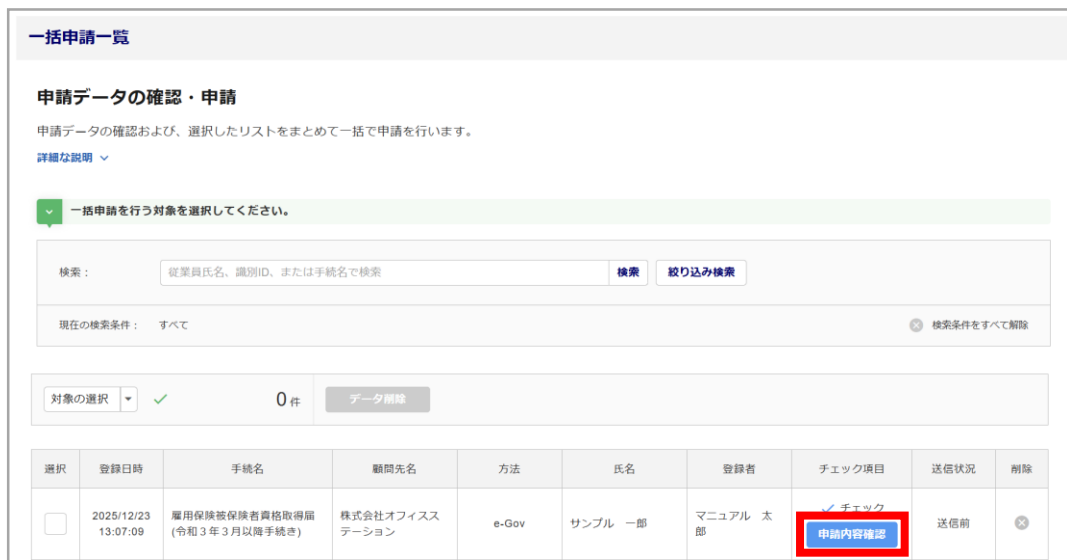 一括申請一覧
申請データの確認・申請
申請データの確認および、選択したリストをまとめて一括で申請を行います。
詳細な説明
一括申請を行う対象を選択してください。
検索： 従業員氏名、識別ID、または手続名で検索 検索 絞り込み検索
現在の検索条件： すべて 検索条件をすべて解除
対象の選択 0件 データ削除
選択 登録日時 手続名 顧問先名 方法 氏名 登録者 チェック項目 送信状況 削除
2025/12/23 雇用保険被保険者資格取得届 株式会社オフィスス e-Gov サンプル 一郎 マニュアル 太 チェック 送信前
13:07:09 (令和3年3月以降手続き) テーション 郎 申請内容確認